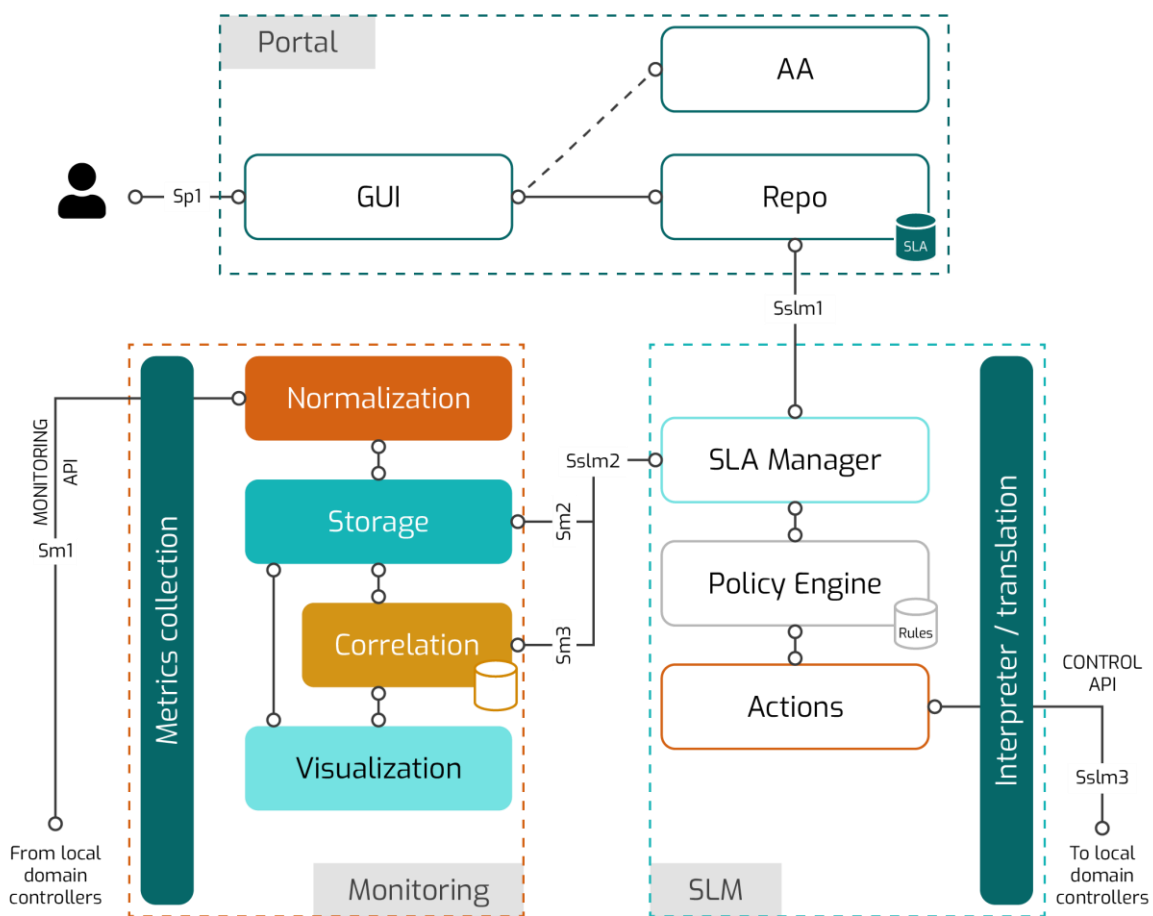 Portal
AA
Sp1
GUI
Repo
SLA
Sslm1
Normalization
MONITORING
API
Sm1
Metrics collection
Storage
Sm2
Sslm2
SLA Manager
Correlation
Sm3
Policy Engine
Rules
Visualization
Actions
Interpreter / translation
CONTROL
API
Sslm3
From local
domain
controllers
Monitoring
SLM
To local
domain
controllers